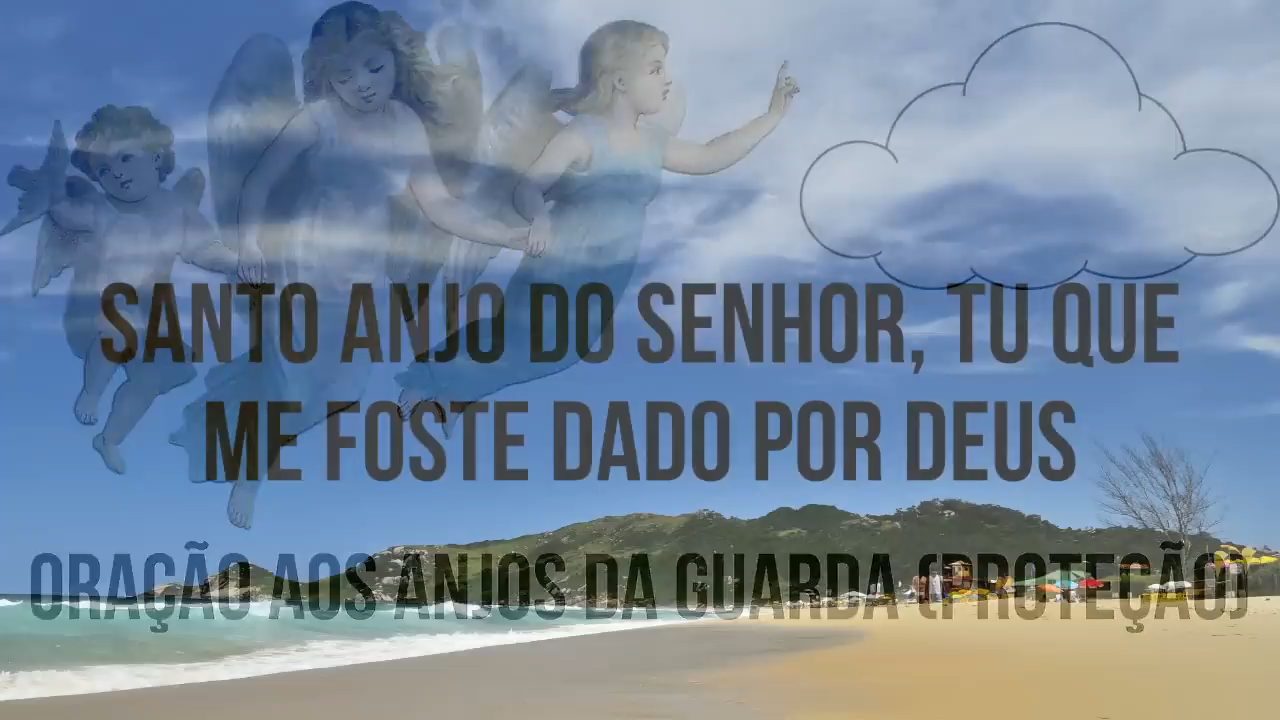 SANTO ANJO DO SENHOR, TU QUE
ME FOSTE DADO POR DEUS
ORAÇÃO AOS ANJOS DA GUARDA (PROTEÇÃO)